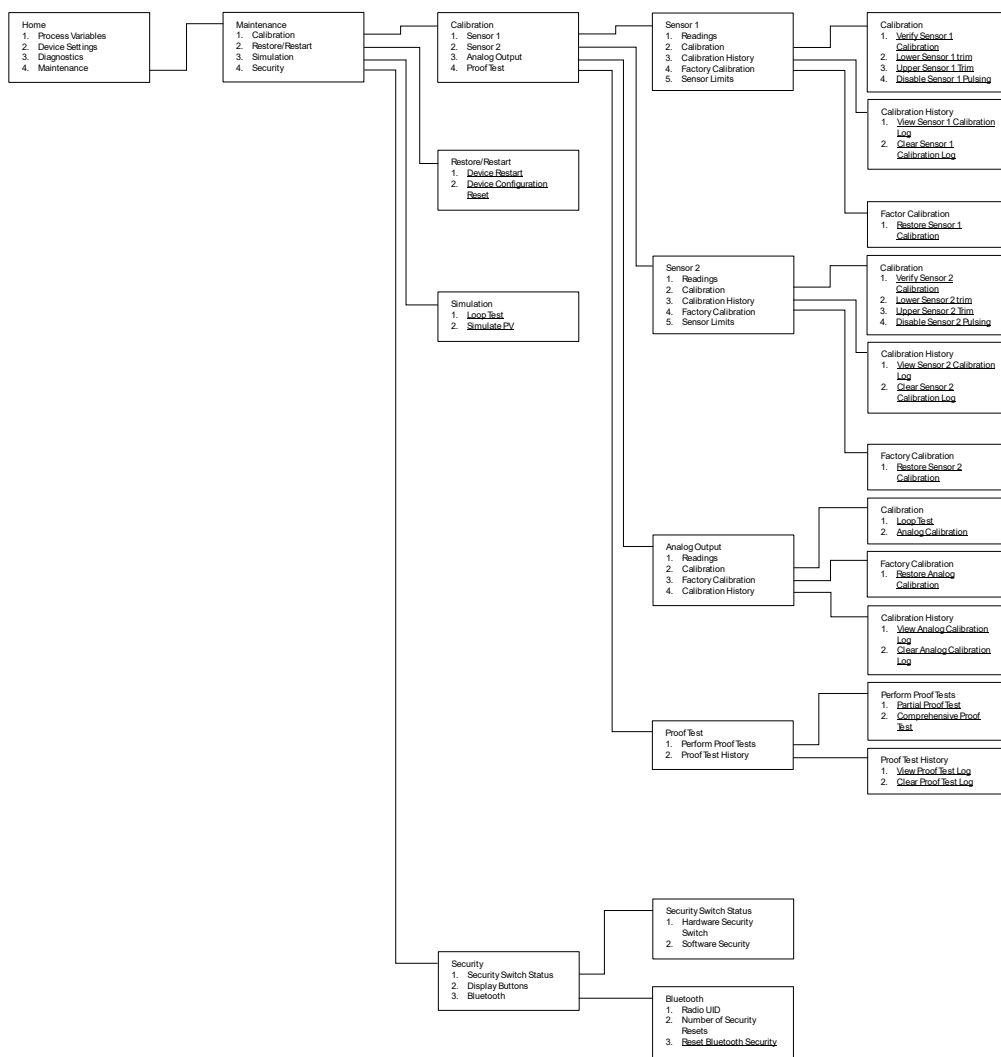 Home
1. Process Variables
2. Device Settings
3. Diagnostics
4. Maintenance
Maintenance
1. Calibration
2. Restore/Restart
3. Simulation
4. Security
Calibration
1. Sensor 1
2. Sensor 2
3. Analog Output
4. Proof Test
Sensor 1
1. Readings
2. Calibration
3. Calibration History
4. Factory Calibration
5. Sensor Limits
Calibration
1. Verify Sensor 1
Calibration
2. Lower Sensor 1 trim
3. Upper Sensor 1 Trim
4. Disable Sensor 1 Pulsing
Calibration History
1. View Sensor 1 Calibration
Log
2. Clear Sensor 1
Calibration Log
Restore/Restart
1. Device Restart
2. Device Configuration
Reset
Factor Calibration
1. Restore Sensor 1
Calibration
Sensor 2
1. Readings
2. Calibration
3. Calibration History
4. Factory Calibration
5. Sensor Limits
Calibration
1. Verify Sensor 2
Calibration
2. Lower Sensor 2 trim
3. Upper Sensor 2 Trim
4. Disable Sensor 2 Pulsing
Simulation
1. Loop Test
2. Simulate PV
Calibration History
1. View Sensor 2 Calibration
Log
2. Clear Sensor 2
Calibration Log
Factory Calibration
1. Restore Sensor 2
Calibration
Analog Output
1. Readings
2. Calibration
3. Factory Calibration
4. Calibration History
Calibration
1. Loop Test
2. Analog Calibration
Factory Calibration
1. Restore Analog
Calibration
Calibration History
1. View Analog Calibration
Log
2. Clear Analog Calibration
Log
Proof Test
1. Perform Proof Tests
2. Proof Test History
Perform Proof Tests
1. Partial Proof Test
2. Comprehensive Proof
Test
Proof Test History
1. View Proof Test Log
2. Clear Proof Test Log
Security
1. Security Switch Status
2. Display Buttons
3. Bluetooth
Security Switch Status
1. Hardware Security
Switch
2. Software Security
Bluetooth
1. Radio UID
2. Number of Security
Resets
3. Reset Bluetooth Security